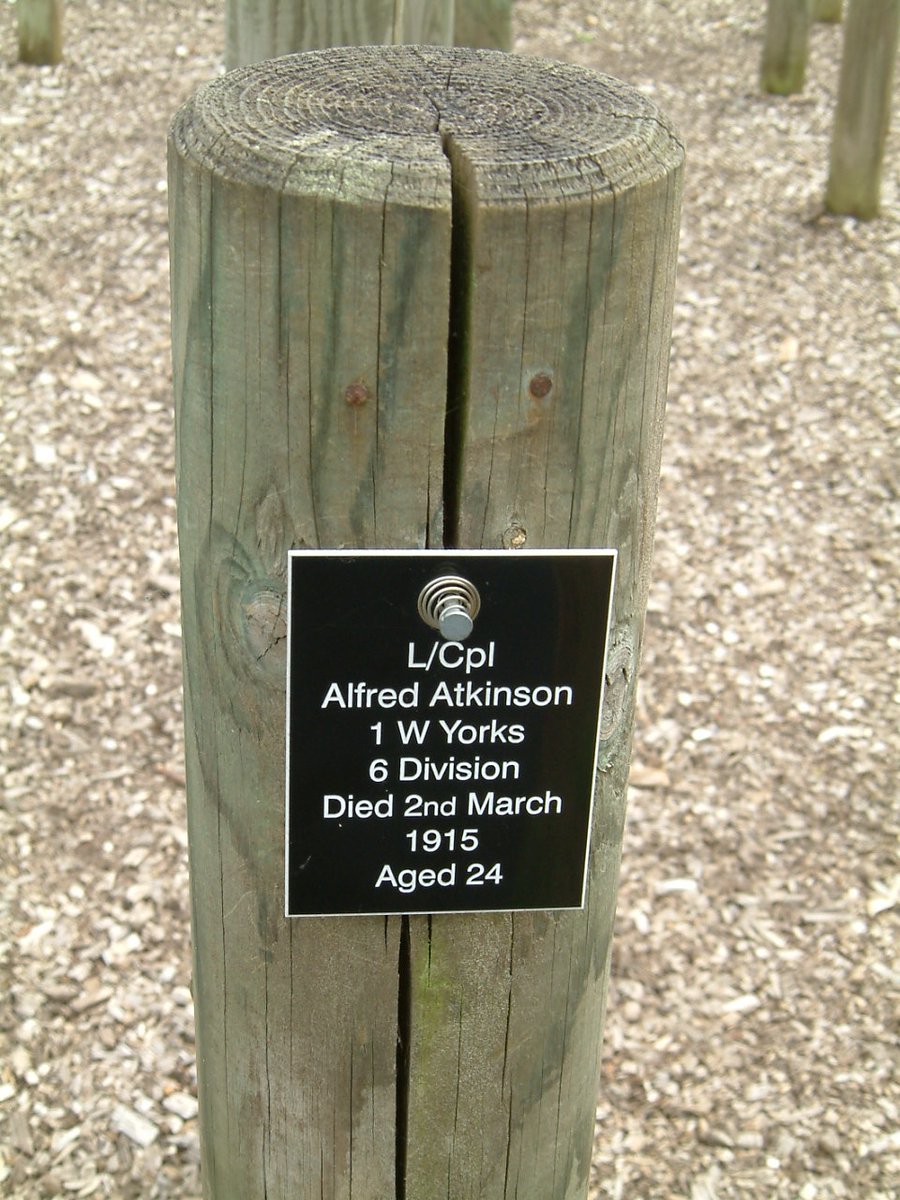 L/Cpl
Alfred Atkinson
1 W Yorks
6 Division
Died 2nd March
1915
Aged 24